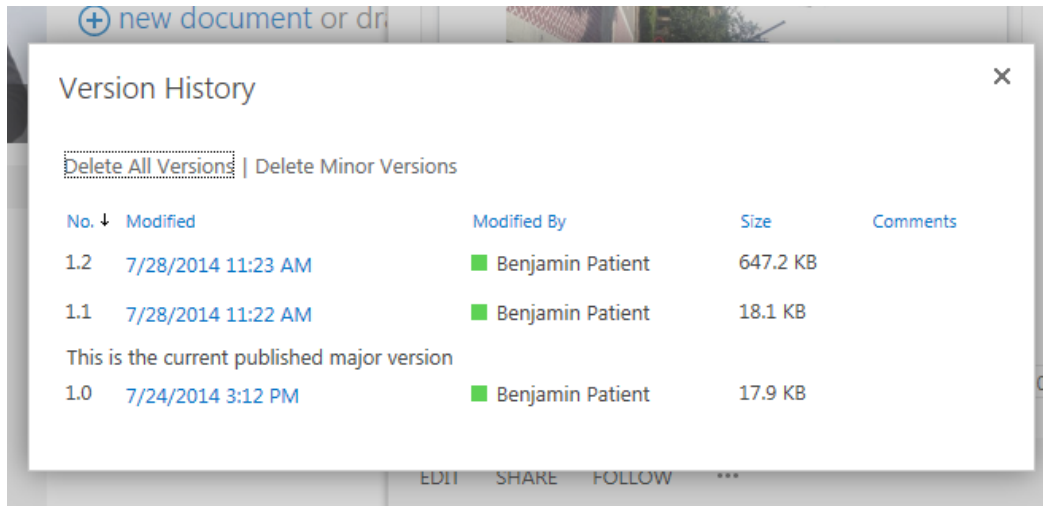 new document or dr
Version History
Delete All Versions | Delete Minor Versions
No. Modified Modified By Size Comments
1.2 7/28/2014 11:23 AM Benjamin Patient 647.2 KB
1.1 7/28/2014 11:22 AM Benjamin Patient 18.1 KB
This is the current published major version
1.0 7/24/2014 3:12 PM Benjamin Patient 17.9 KB
EDIT SHARE FOLLOW ...